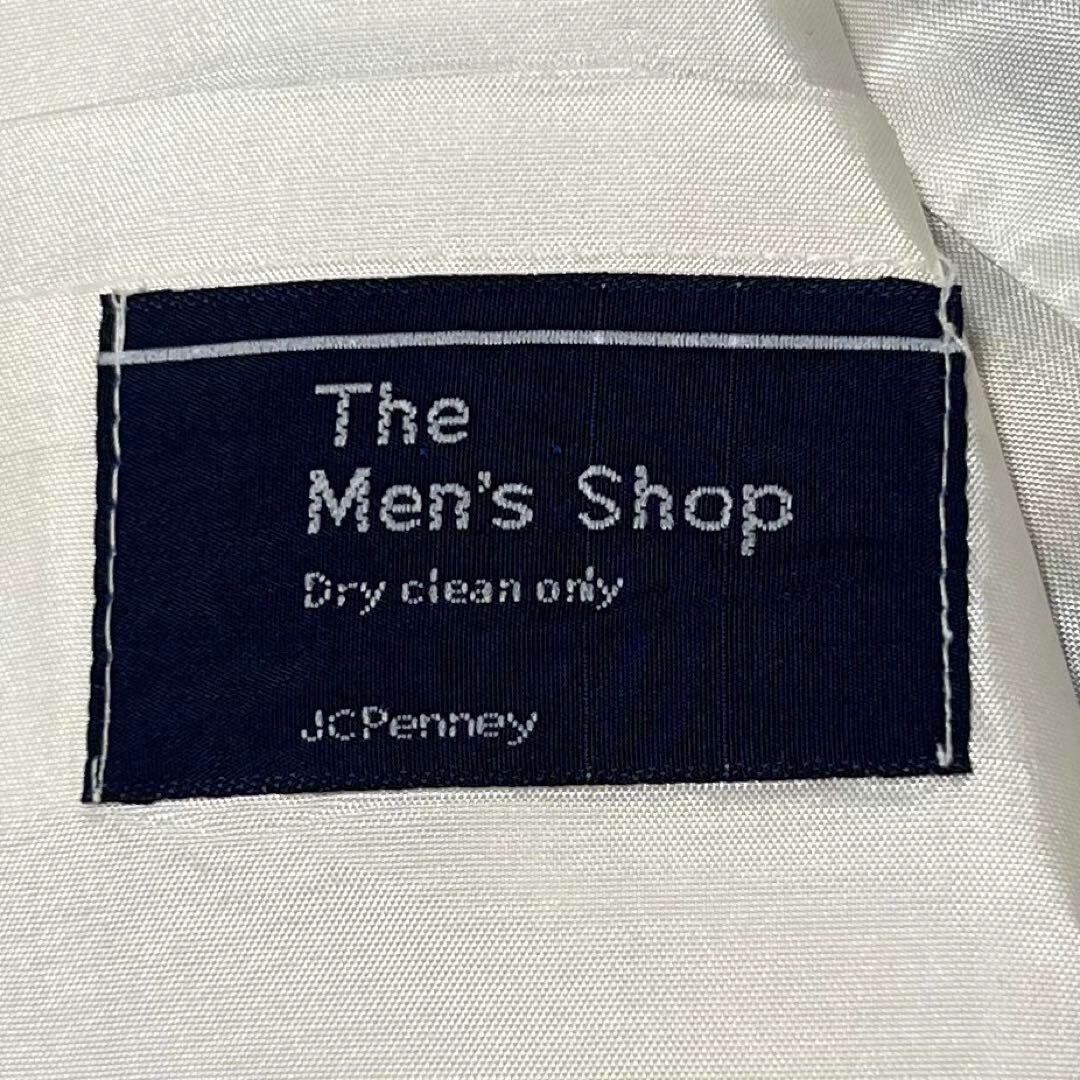 The
Men's Shop
Dry clean only
JCPenney